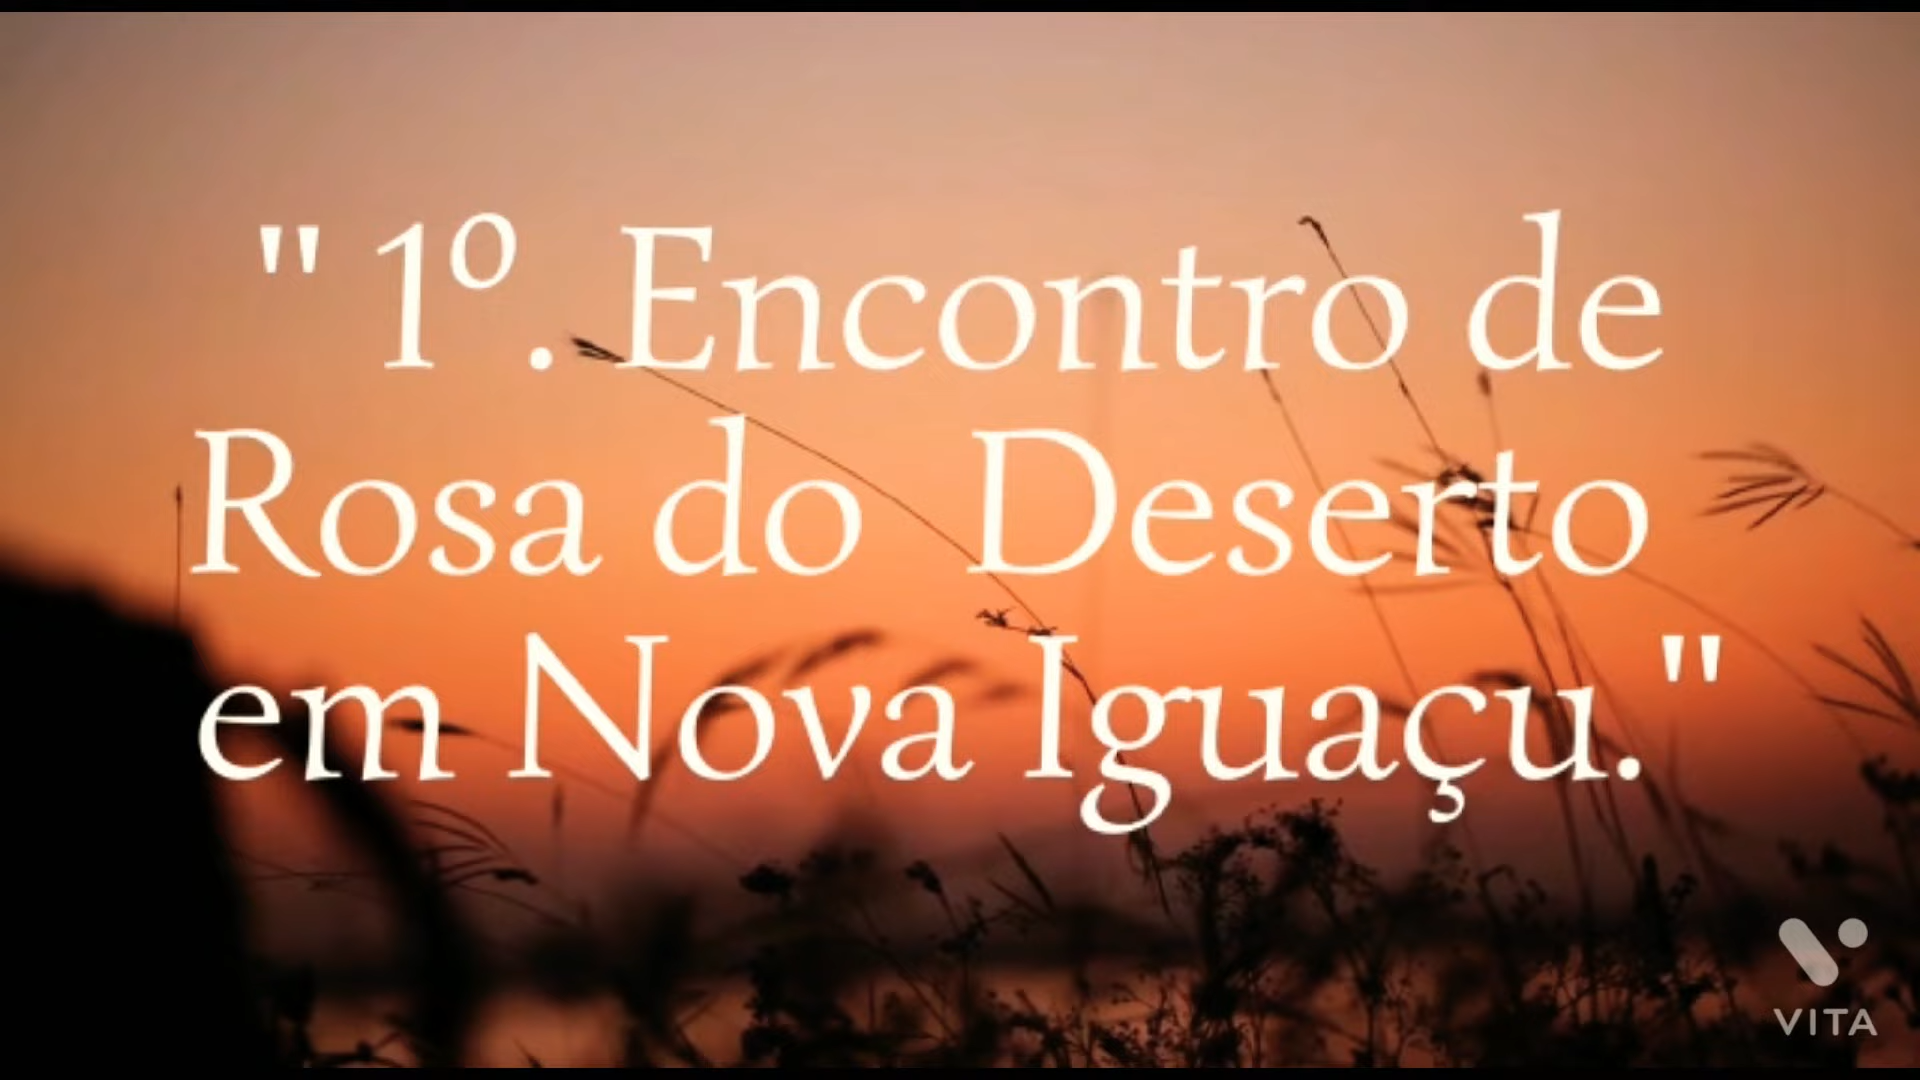 " 1º. Encontro de
Rosa do  Deserto
em Nova Iguaçu."
VITA